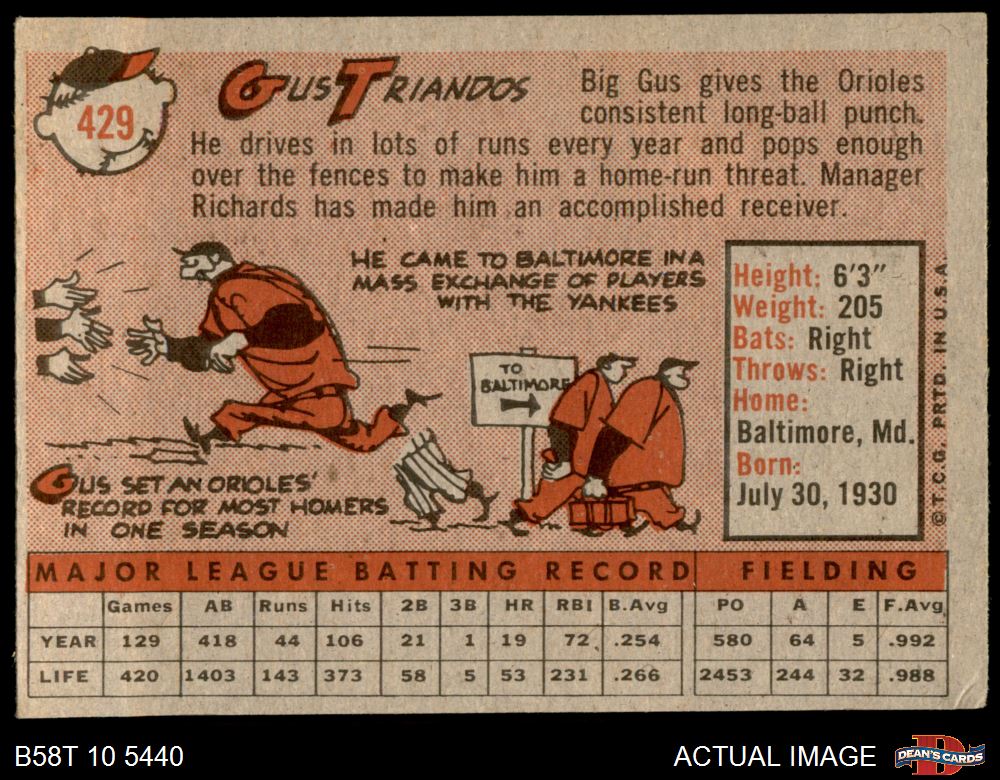 429
GUS TRIANDOS
Big Gus gives the Orioles
consistent long-ball punch.
He drives in lots of runs every year and pops enough
over the fences to make him a home-run threat. Manager
Richards has made him an accomplished receiver.
HE CAME TO BALTIMORE IN A
MASS EXCHANGE OF PLAYERS
WITH THE YANKEES
TO
BALTIMORE
GUS SET AN ORIOLES'
RECORD FOR MOST HOMERS
IN ONE SEASON
Height: 6'3"
Weight: 205
Bats: Right
Throws: Right
Home:
Baltimore, Md.
Born:
July 30, 1930
© T.C.G. PRTD. IN U.S.A.
MAJOR LEAGUE BATTING RECORD FIELDING
Games AB Runs Hits 2B 3B HR RBI B.Avg PO A E F.Avg
YEAR 129 418 44 106 21 1 19 72 .254 580 64 5 .992
LIFE 420 1403 143 373 58 5 53 231 .266 2453 244 32 .988
B58T 10 5440
ACTUAL IMAGE
D
DEAN'S CARDS